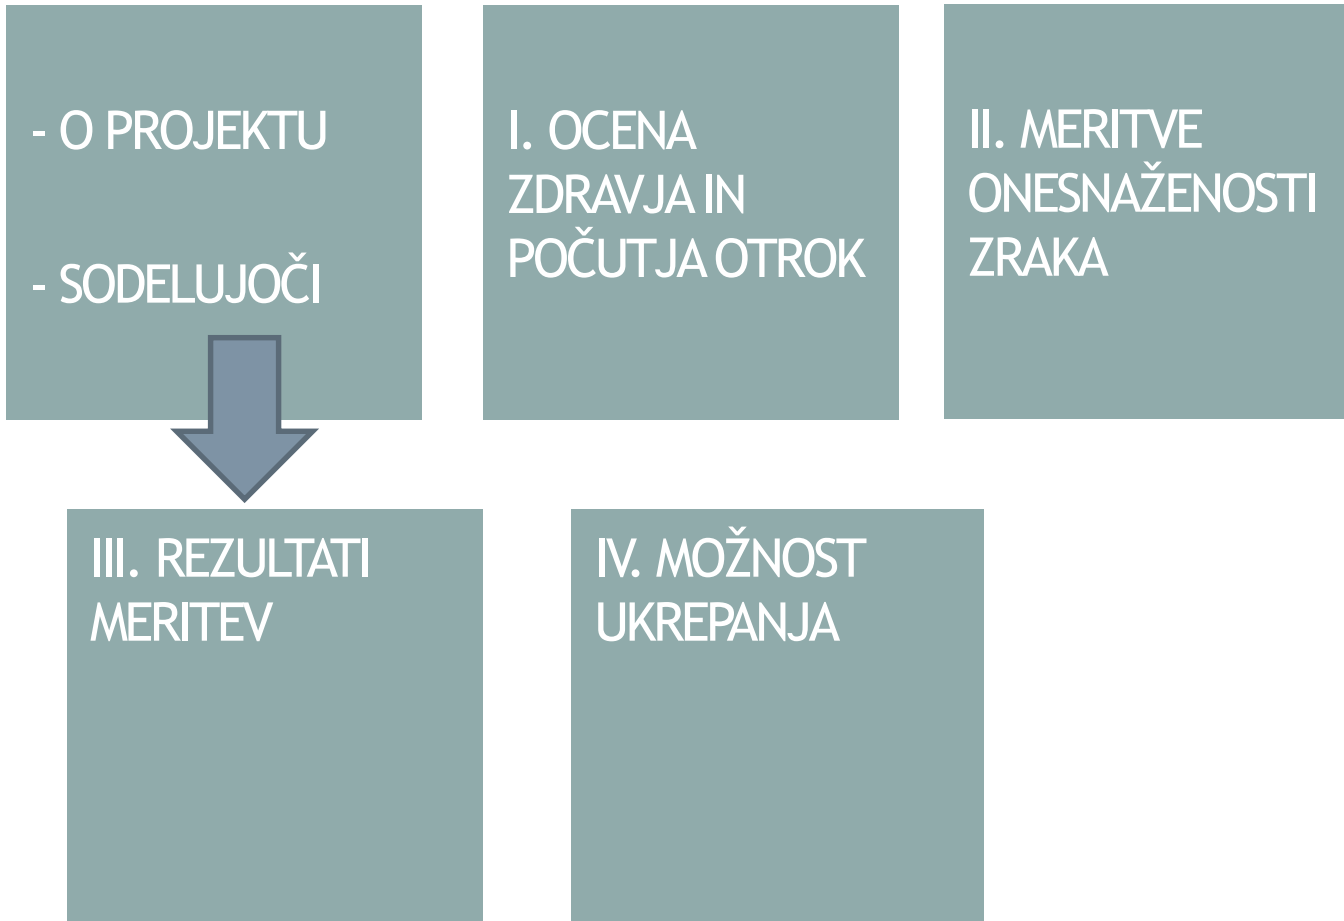 - O PROJEKTU
- SODELUJOČI
I. OCENA
ZDRAVJA IN
POČUTJA OTROK
II. MERITVE
ONESNAŽENOSTI
ZRAKA
III. REZULTATI
MERITEV
IV. MOŽNOST
UKREPANJA